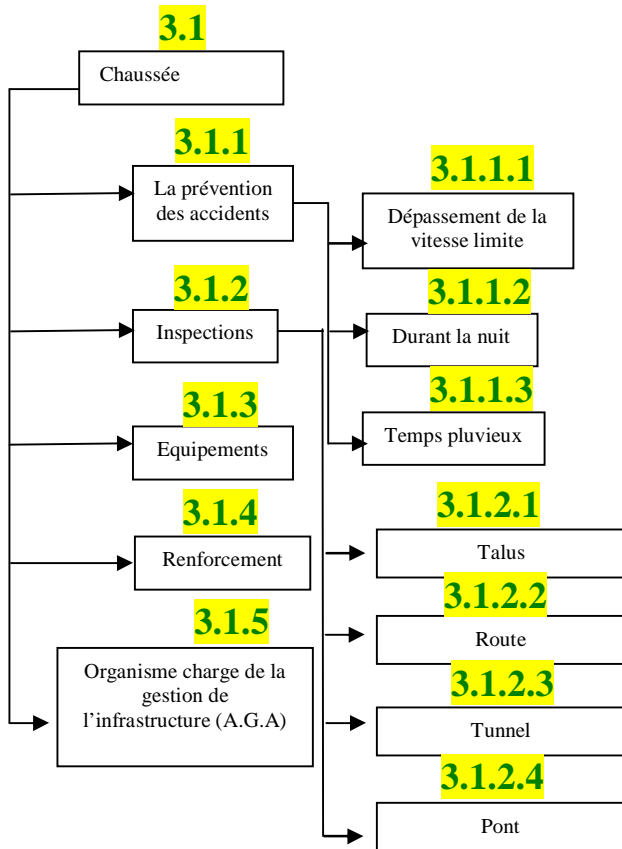 3.1
Chaussée
3.1.1
La prévention
des accidents
3.1.1.1
Dépassement de la
vitesse limite
3.1.2
Inspections
3.1.1.2
Durant la nuit
3.1.1.3
Temps pluvieux
3.1.3
Equipements
3.1.4
Renforcement
3.1.2.1
Talus
3.1.2.2
Route
3.1.5
Organisme charge de la
gestion de
l’infrastructure (A.G.A)
3.1.2.3
Tunnel
3.1.2.4
Pont